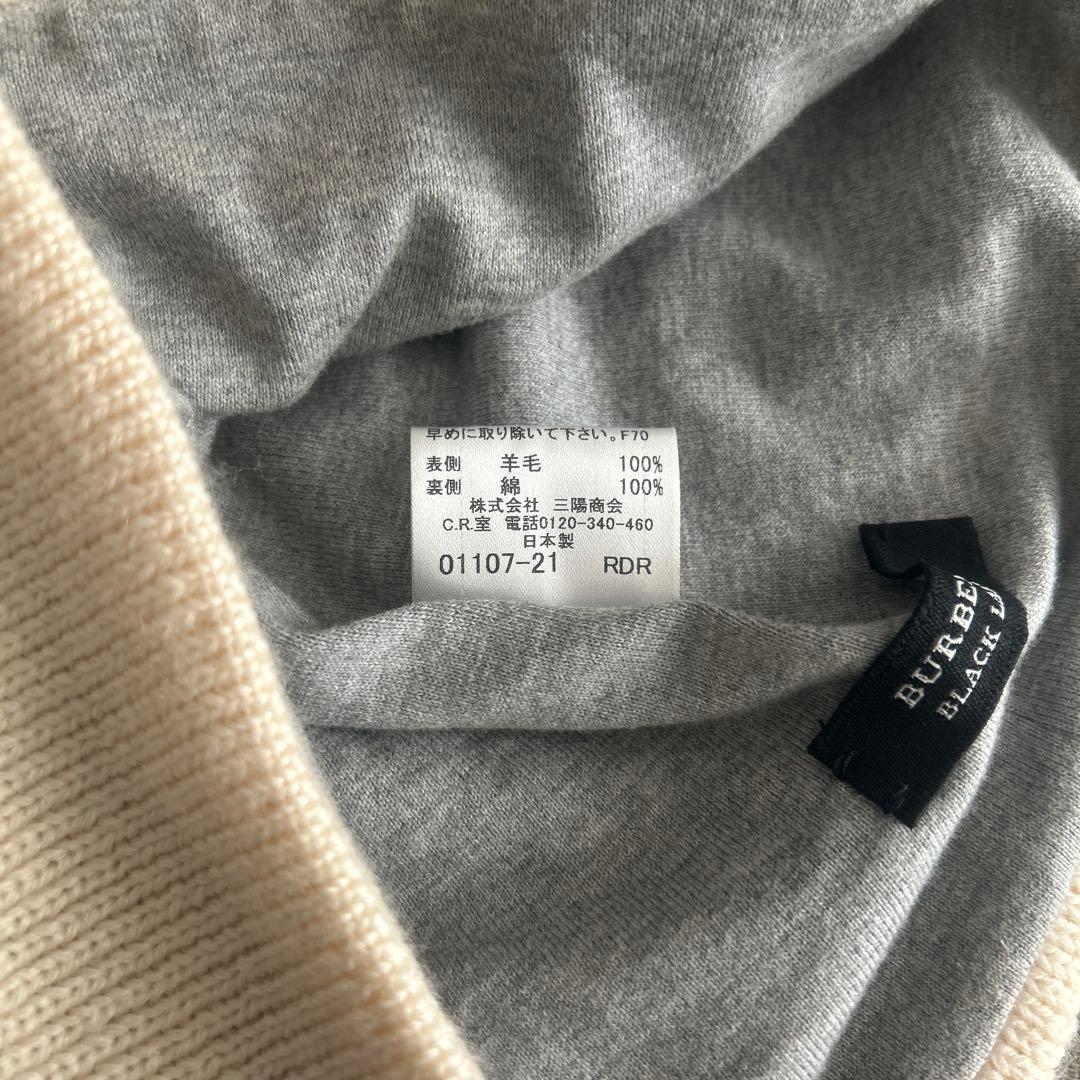 早めに取り除いて下さい。F70
表側 羊毛 100%
裏側 綿 100%
株式会社 三陽商会
C.R.室 電話0120-340-460
日本製
01107-21 RDR
BLACK